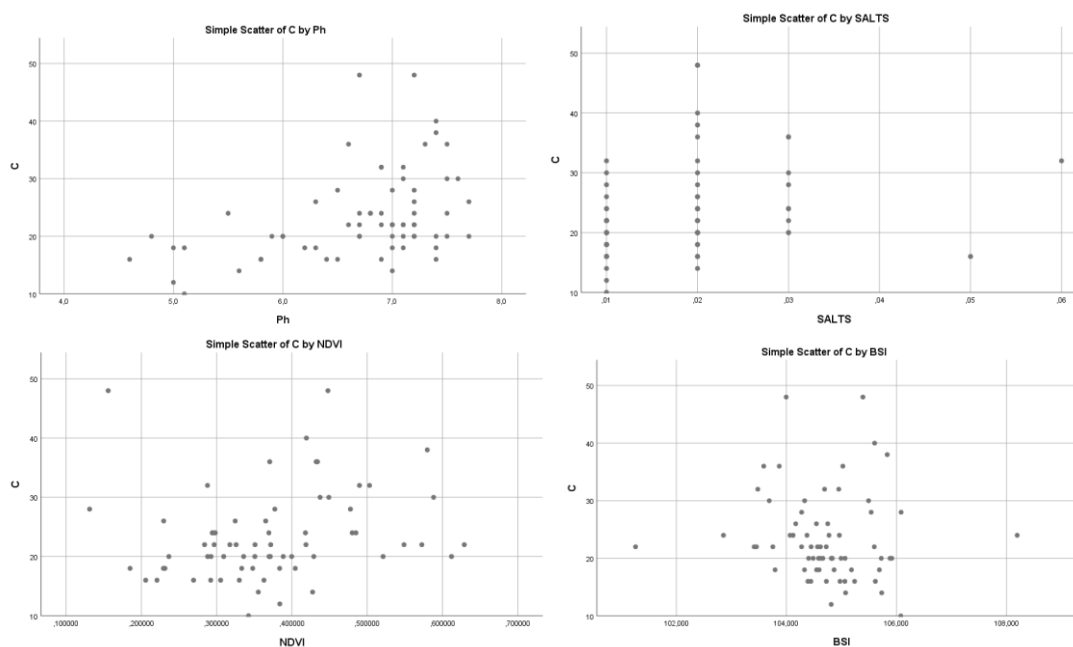 Simple Scatter of C by Ph
C
50
40
30
20
10
4,0 5,0 6,0 7,0 8,0
Ph
Simple Scatter of C by SALTS
C
50
40
30
20
10
,01 ,02 ,03 ,04 ,05 ,06
SALTS
Simple Scatter of C by NDVI
C
50
40
30
20
10
,100000 ,200000 ,300000 ,400000 ,500000 ,600000 ,700000
NDVI
Simple Scatter of C by BSI
C
50
40
30
20
10
102,000 104,000 106,000 108,000
BSI